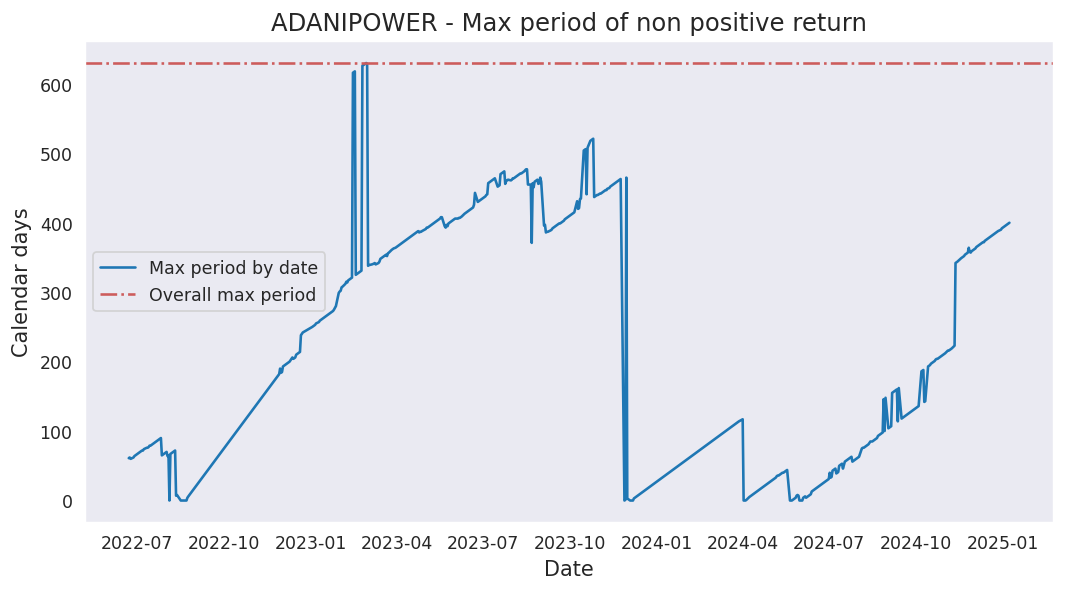 ADANIPOWER - Max period of non positive return
Calendar days
600
500
400
300
200
100
0
Max period by date
Overall max period
2022-07 2022-10 2023-01 2023-04 2023-07 2023-10 2024-01 2024-04 2024-07 2024-10 2025-01
Date